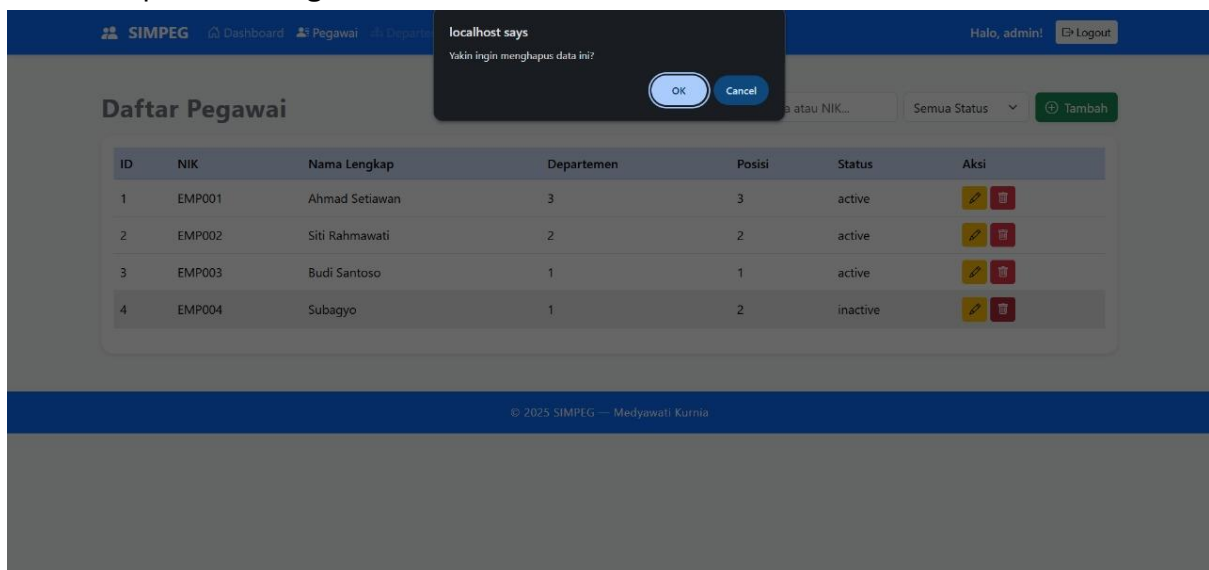 SIMPEG Dashboard Pegawai
localhost says
Yakin ingin menghapus data ini?
OK Cancel
Halo, admin! Logout
Daftar Pegawai
atau NIK... Semua Status Tambah
ID NIK Nama Lengkap Departemen Posisi Status Aksi
1 EMP001 Ahmad Setiawan 3 3 active
2 EMP002 Siti Rahmawati 2 2 active
3 EMP003 Budi Santoso 1 1 active
4 EMP004 Subagyo 1 2 inactive
© 2025 SIMPEG — Medyawati Kurnia